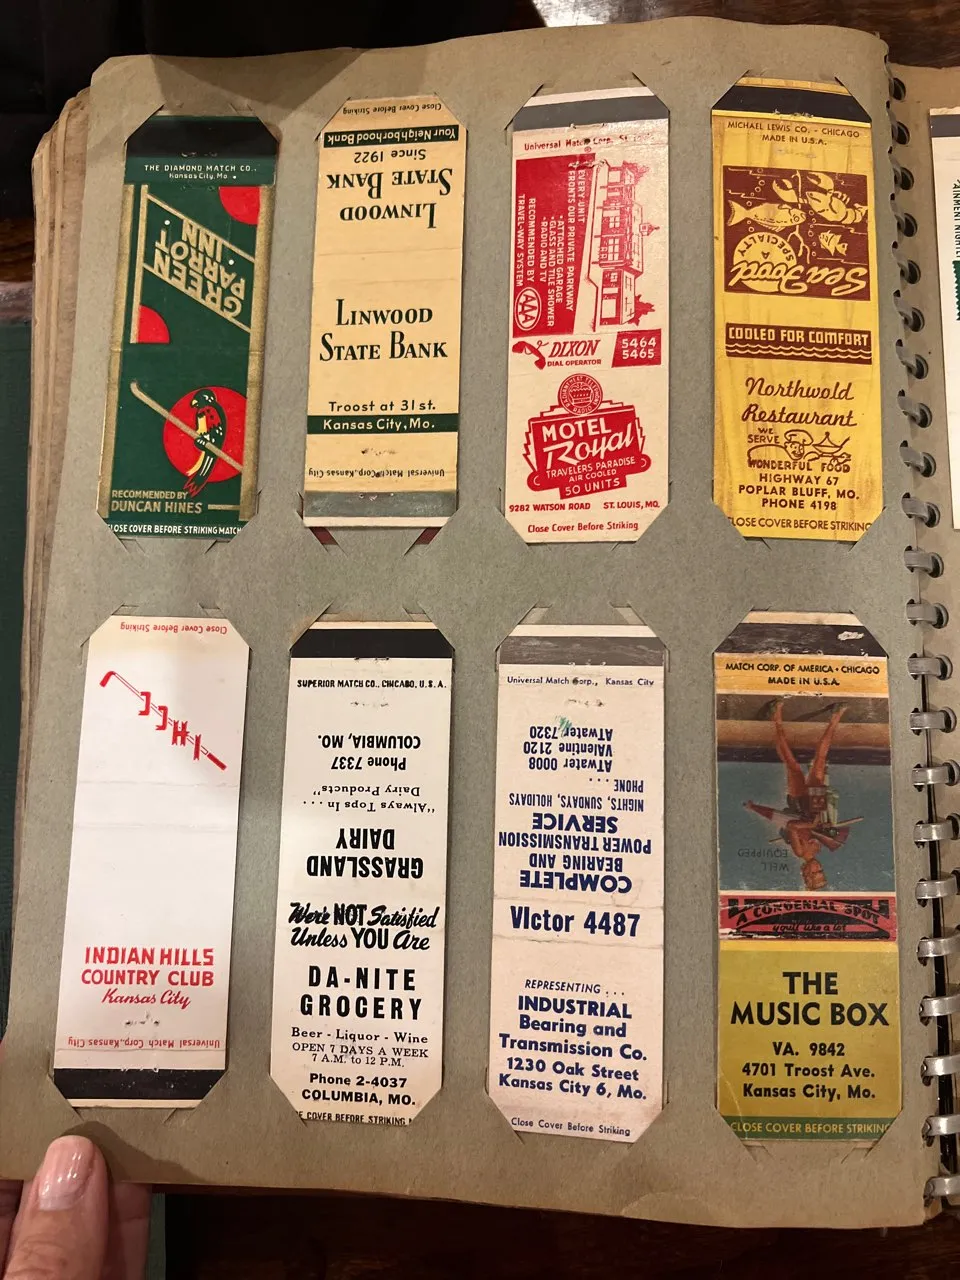 THE DIAMOND MATCH CO.,
Kansas City, Mo.
GREEN
PARROT
INN
RECOMMENDED BY
DUNCAN HINES
CLOSE COVER BEFORE STRIKING MATCH
Close Cover Before Striking
Your Neighborhood Bank
Since 1922
LINWOOD
STATE BANK
LINWOOD
STATE BANK
Troost at 31st.
Kansas City, Mo.
Universal Match Corp., Kansas City
Universal Match Corp. St.
EVERY UNIT
FRONTS OUR PRIVATE PARKWAY
• ATTACHED GARAGE
• GLASS AND TILE SHOWER
• RADIO AND TV
RECOMMENDED BY
TRAVEL-WAY SYSTEM
AAA
DIXON
DIAL OPERATOR
5464
5465
MOTEL
Royal
TRAVELERS PARADISE
AIR COOLED
50 UNITS
9282 WATSON ROAD ST. LOUIS, MO.
Close Cover Before Striking
MICHAEL LEWIS CO. - CHICAGO
MADE IN U.S.A.
Sea Food
A
SPECIALTY
COOLED FOR COMFORT
Northwold
Restaurant
WE
SERVE
WONDERFUL FOOD
HIGHWAY 67
POPLAR BLUFF, MO.
PHONE 4198
CLOSE COVER BEFORE STRIKING
Close Cover Before Striking
IHCC
INDIAN HILLS
COUNTRY CLUB
Kansas City
Universal Match Corp., Kansas City
SUPERIOR MATCH CO., CHICAGO, U.S.A.
GRASSLAND
DAIRY
"Always Tops In . . . .
Dairy Products"
Phone 7337
COLUMBIA, MO.
We're NOT Satisfied
Unless YOU Are
DA-NITE
GROCERY
Beer - Liquor - Wine
OPEN 7 DAYS A WEEK
7 A.M. to 12 P.M.
Phone 2-4037
COLUMBIA, MO.
E COVER BEFORE STRIKING
Universal Match Corp., Kansas City
COMPLETE
BEARING AND
POWER TRANSMISSION
SERVICE
NIGHTS, SUNDAYS, HOLIDAYS
PHONE . . . .
ATwater 0008
VAlentine 2120
ATwater 7320
VIctor 4487
REPRESENTING . . .
INDUSTRIAL
Bearing and
Transmission Co.
1230 Oak Street
Kansas City 6, Mo.
Close Cover Before Striking
MATCH CORP. OF AMERICA • CHICAGO
MADE IN U.S.A.
WELL
EQUIPPED
A CONGENIAL SPOT
you'll like a lot
THE
MUSIC BOX
VA. 9842
4701 Troost Ave.
Kansas City, Mo.
CLOSE COVER BEFORE STRIKING